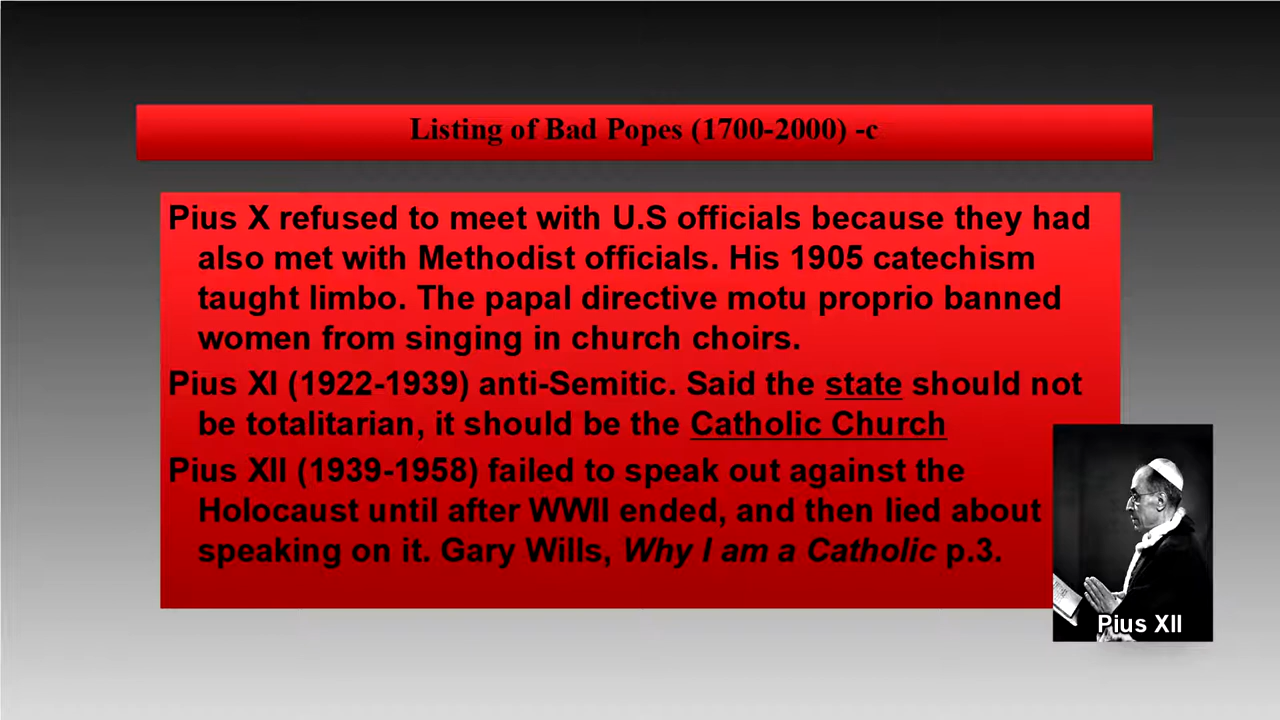 Listing of Bad Popes (1700-2000) -c
Pius X refused to meet with U.S officials because they had
also met with Methodist officials. His 1905 catechism
taught limbo. The papal directive motu proprio banned
women from singing in church choirs.
Pius XI (1922-1939) anti-Semitic. Said the state should not
be totalitarian, it should be the Catholic Church
Pius XII (1939-1958) failed to speak out against the
Holocaust until after WWII ended, and then lied about
speaking on it. Gary Wills, Why I am a Catholic p.3.
Pius XII